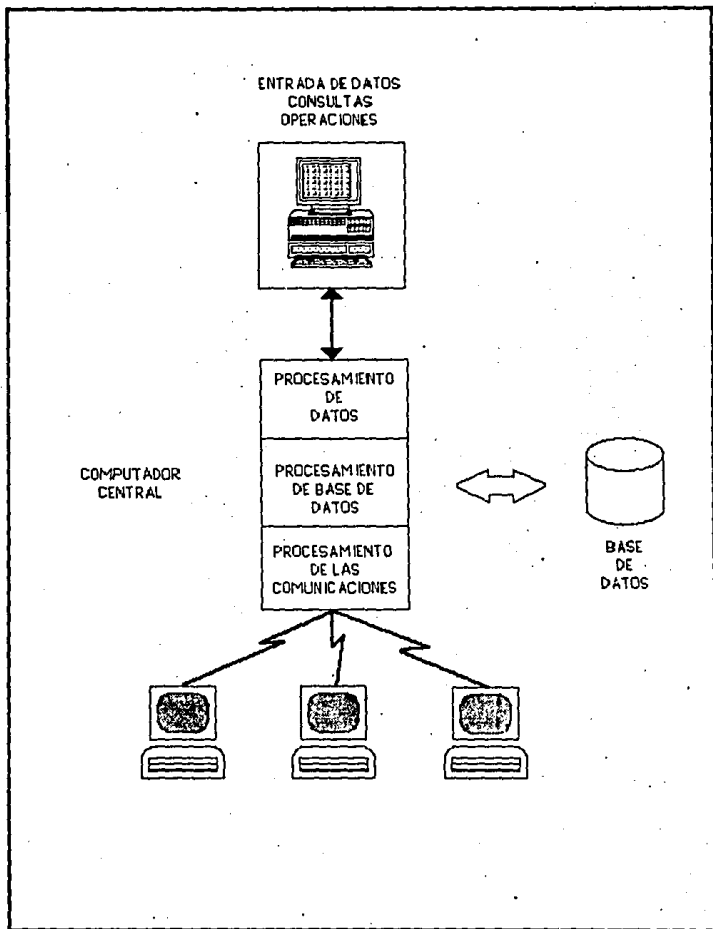 ENTRADA DE DATOS
CONSULTAS
OPERACIONES
PROCESAMIENTO
DE
DATOS
COMPUTADOR
CENTRAL
PROCESAMIENTO
DE BASE DE
DATOS
PROCESAMIENTO
DE LAS
COMUNICACIONES
BASE
DE
DATOS